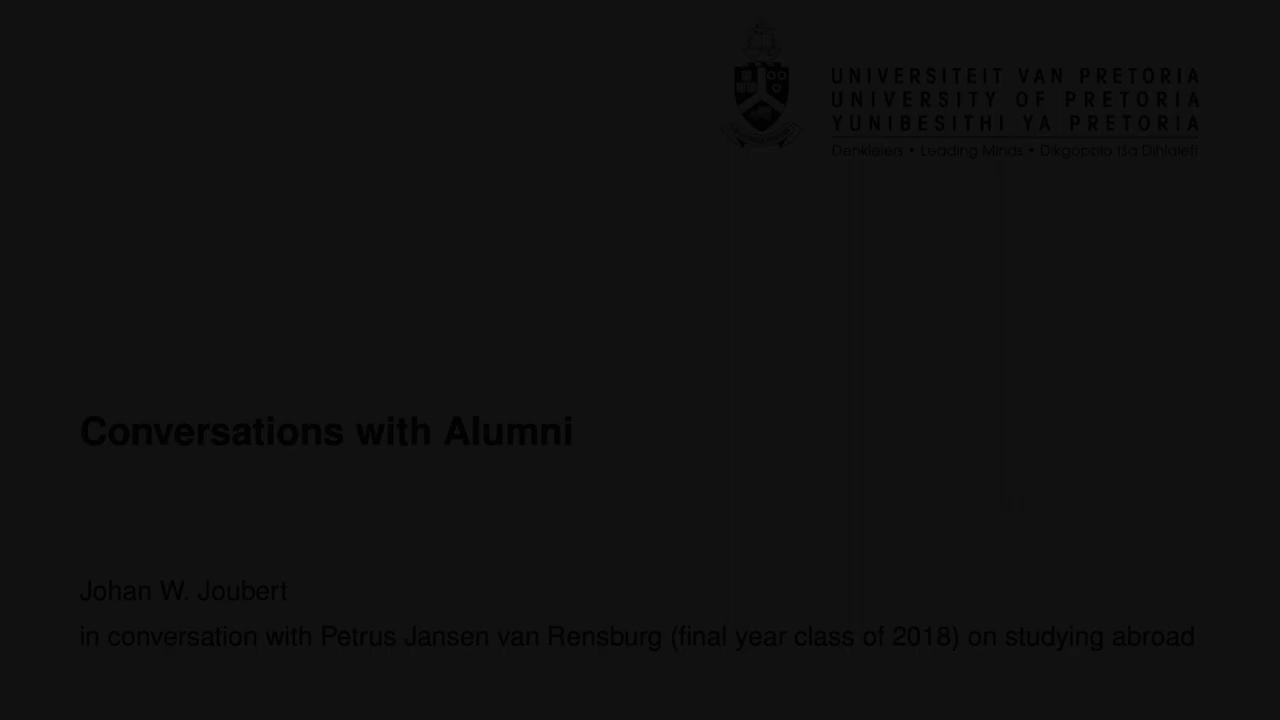 UNIVERSITEIT VAN PRETORIA
UNIVERSITY OF PRETORIA
YUNIBESITHI YA PRETORIA
Denkleiers • Leading Minds • Dikgopolo tša Dihlalefi
Conversations with Alumni
Johan W. Joubert
in conversation with Petrus Jansen van Rensburg (final year class of 2018) on studying abroad